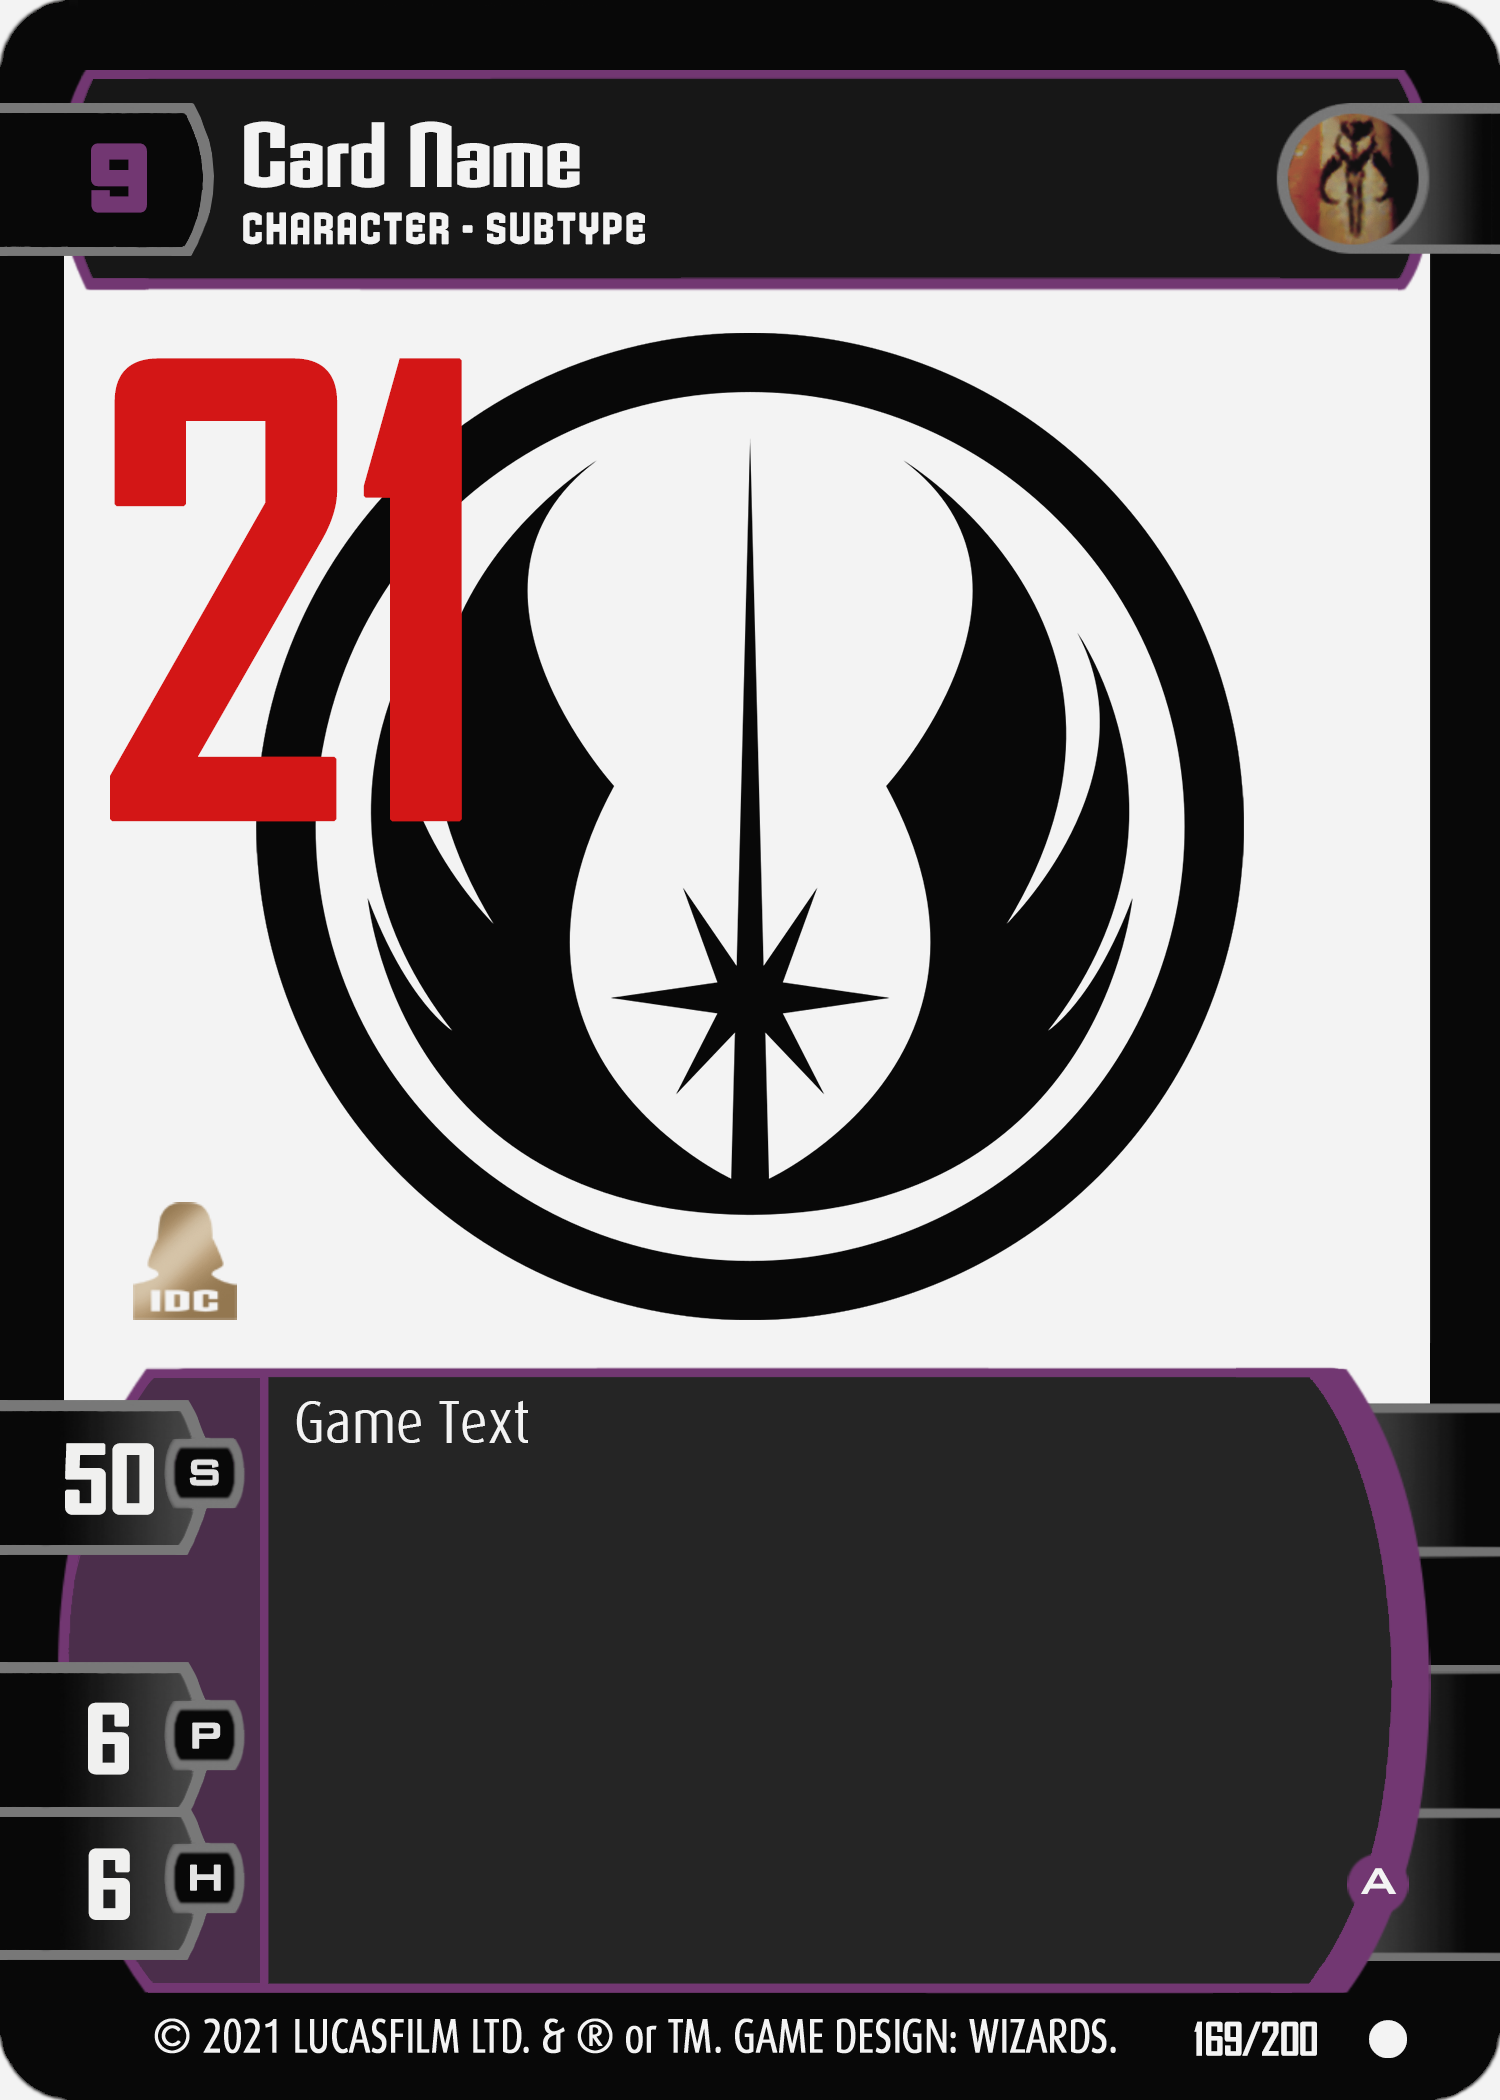 9
Card Name
CHARACTER - SUBTYPE
21
IDC
Game Text
50 S
6 P
6 H
A
© 2021 LUCASFILM LTD. & ® or TM. GAME DESIGN: WIZARDS.
169/200